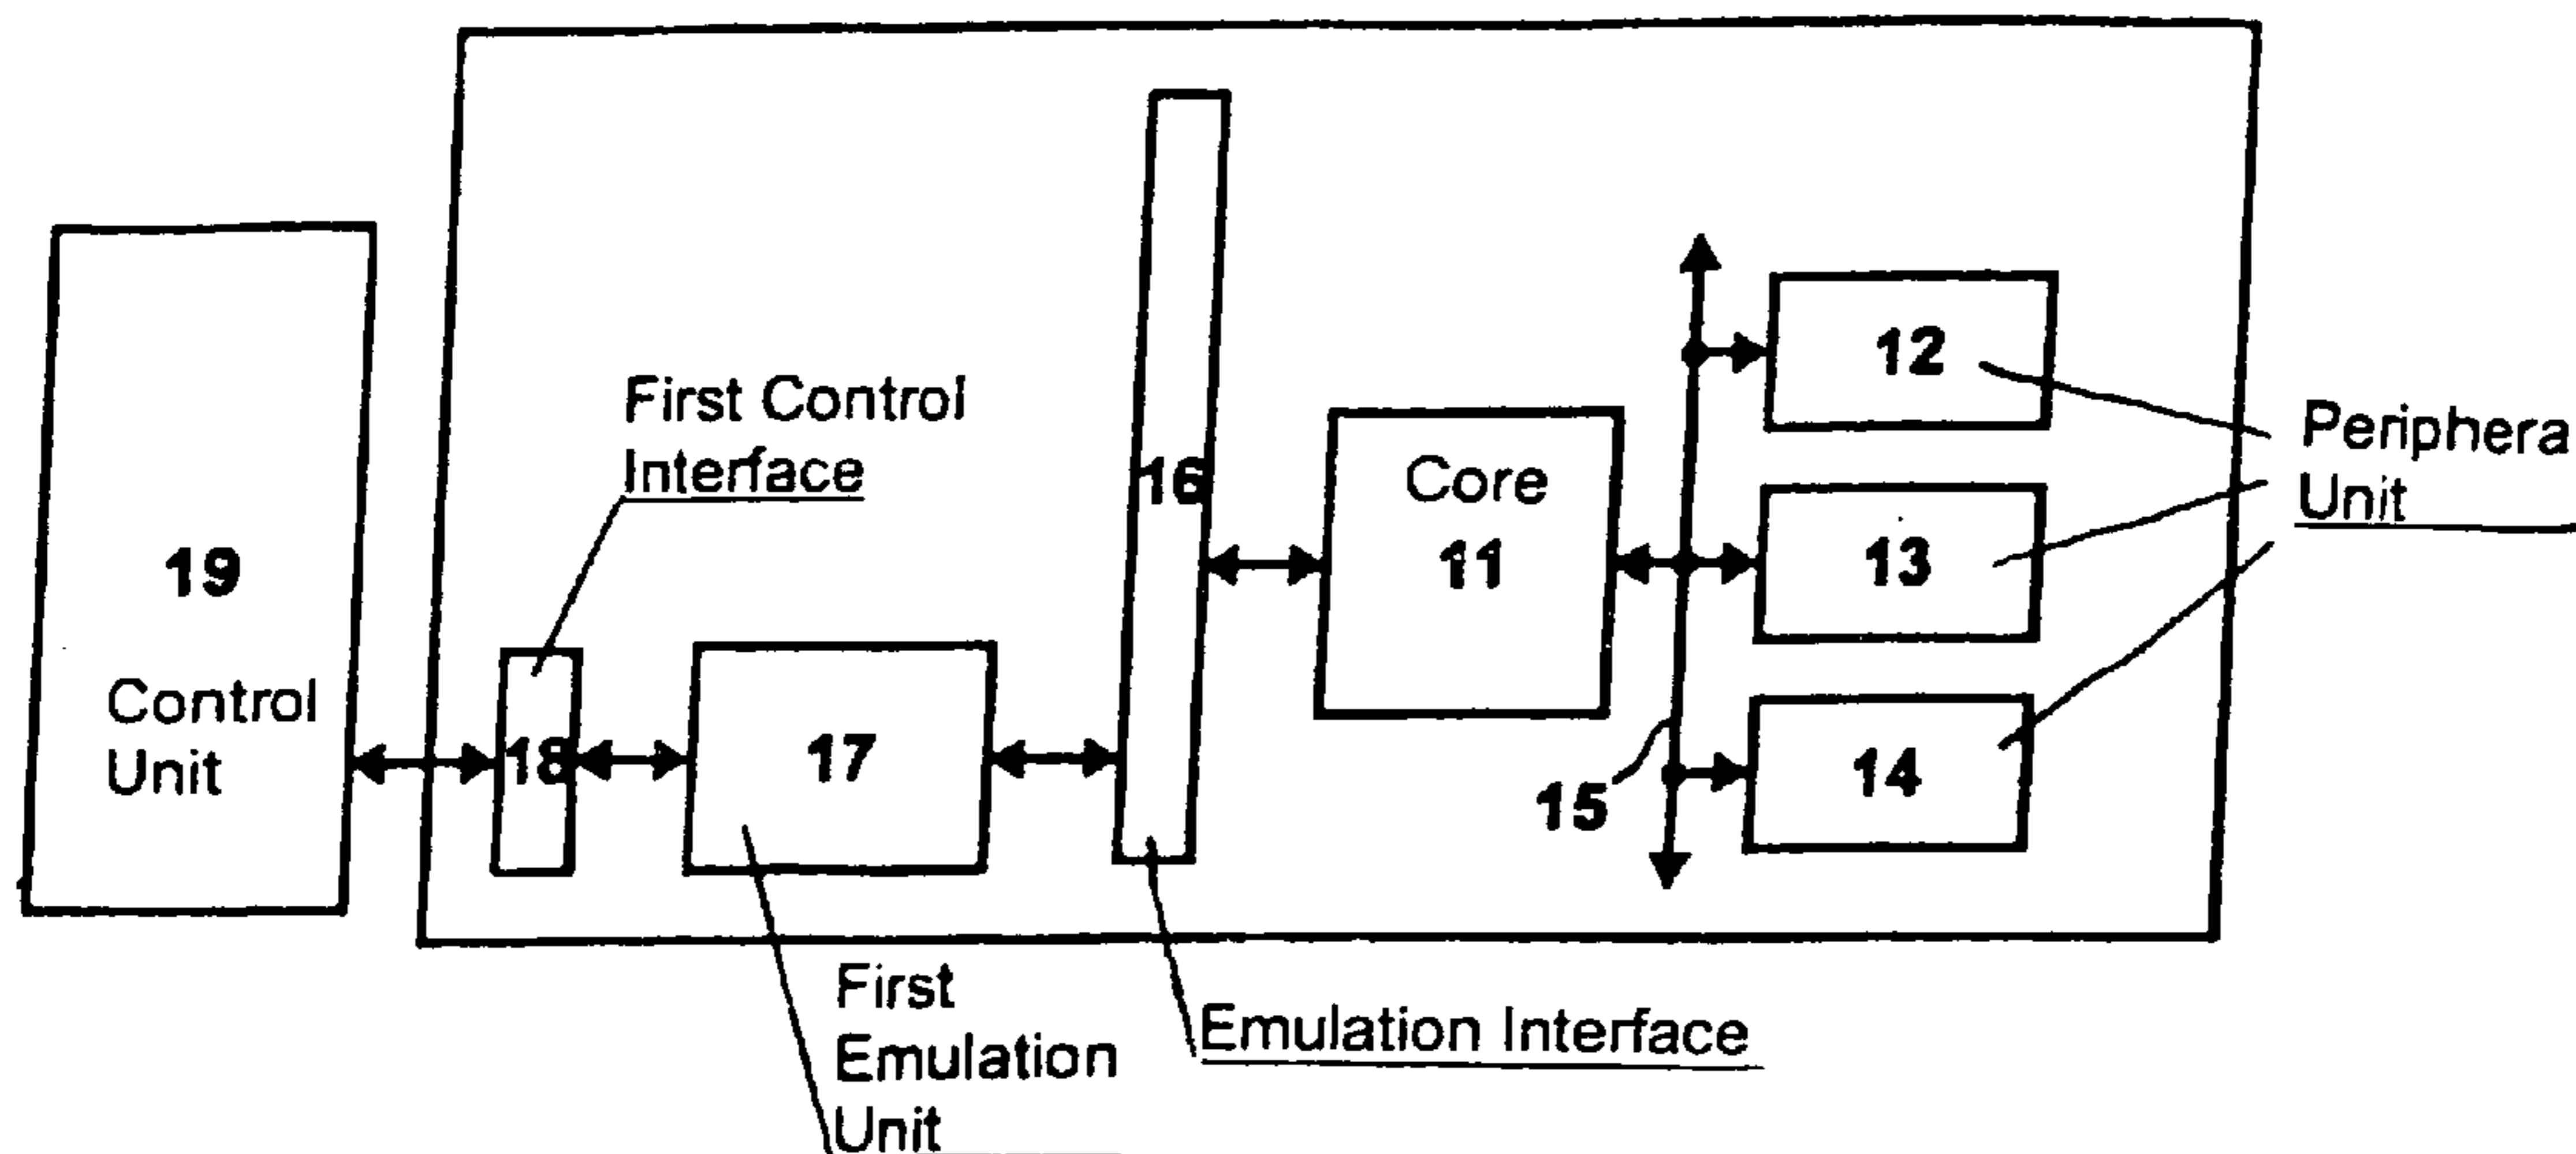 First Control
Interface
12
Periphera
Unit
16
Core
11
13
19
Control
Unit
18
17
15
14
First
Emulation
Unit
Emulation Interface